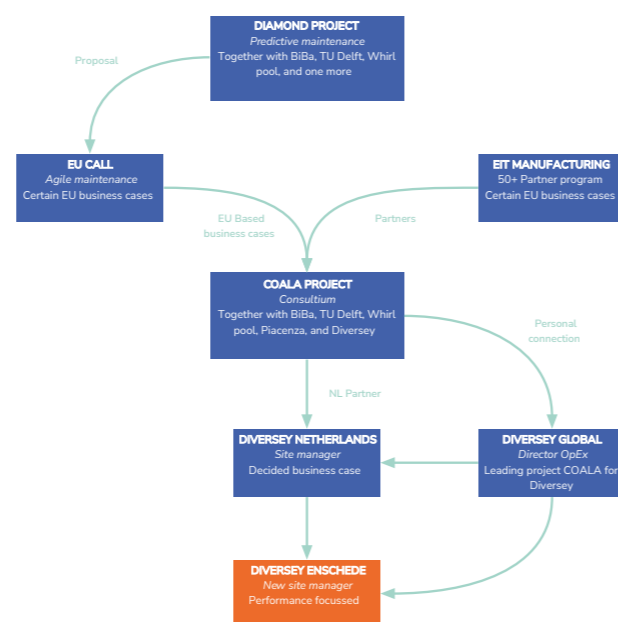 DIAMOND PROJECT
Predictive maintenance
Together with BiBa, TU Delft, Whirl
pool, and one more
Proposal
EU CALL
Agile maintenance
Certain EU business cases
EIT MANUFACTURING
50+ Partner program
Certain EU business cases
EU Based
business cases
Partners
COALA PROJECT
Consultium
Together with BiBa, TU Delft, Whirl
pool, Piacenza, and Diversey
Personal
connection
NL Partner
DIVERSEY NETHERLANDS
Site manager
Decided business case
DIVERSEY GLOBAL
Director OpEx
Leading project COALA for
Diversey
DIVERSEY ENSCHEDE
New site manager
Performance focussed